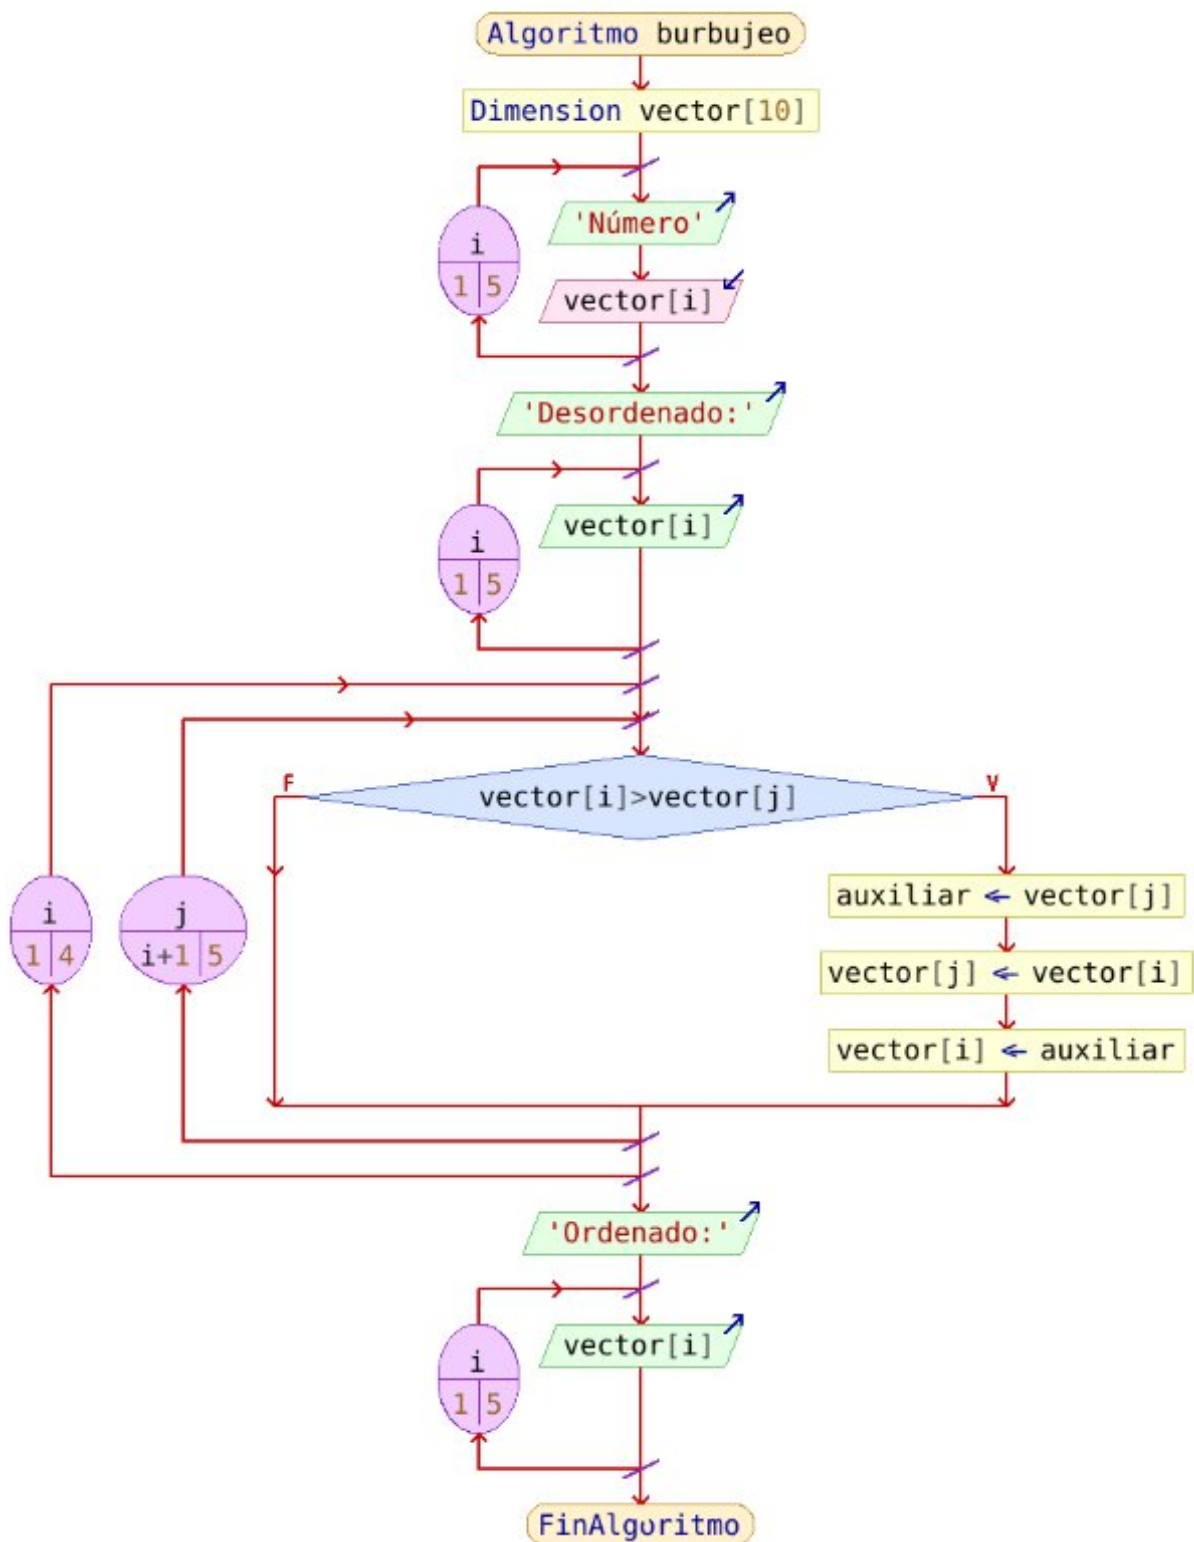 Algoritmo burbujeo
Dimension vector[10]
'Número'
i
1 5
vector[i]
'Desordenado:'
vector[i]
i
1 5
F
vector[i]>vector[j]
V
i
1 4
j
i+1 5
auxiliar ← vector[j]
vector[j] ← vector[i]
vector[i] ← auxiliar
'Ordenado:'
vector[i]
i
1 5
FinAlgoritmo